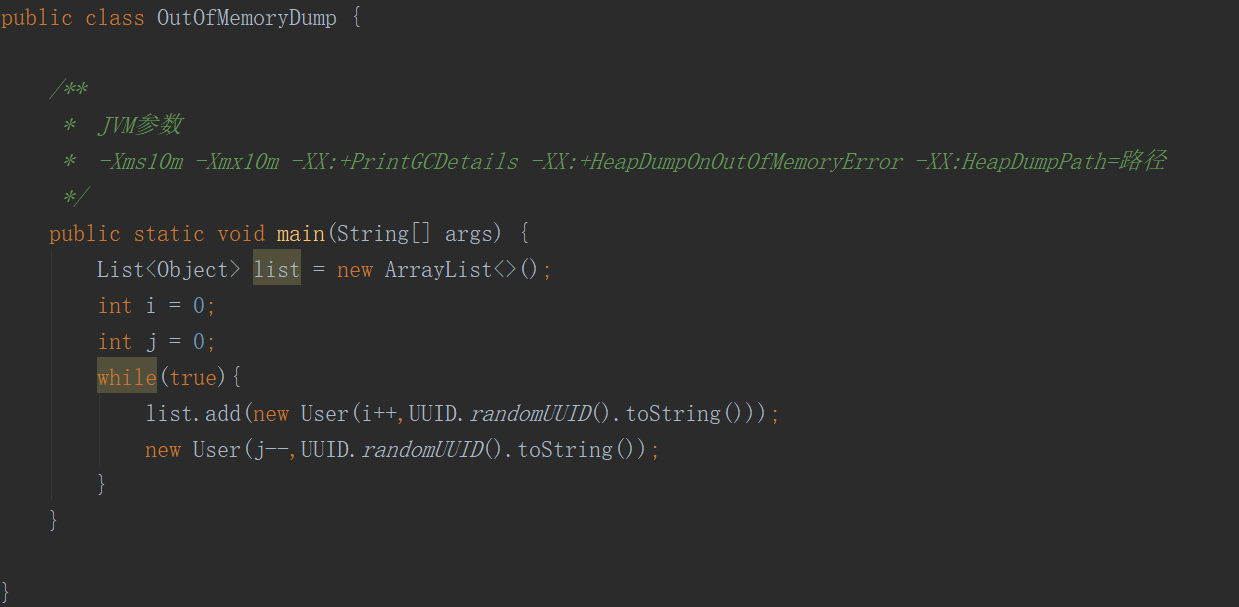 public class OutOfMemoryDump {
/**
* JVM参数
* -Xms10m -Xmx10m -XX:+PrintGCDetails -XX:+HeapDumpOnOutOfMemoryError -XX:HeapDumpPath=路径
*/
public static void main(String[] args) {
List<Object> list = new ArrayList<>();
int i = 0;
int j = 0;
while(true){
list.add(new User(i++,UUID.randomUUID().toString()));
new User(j--,UUID.randomUUID().toString());
}
}
}